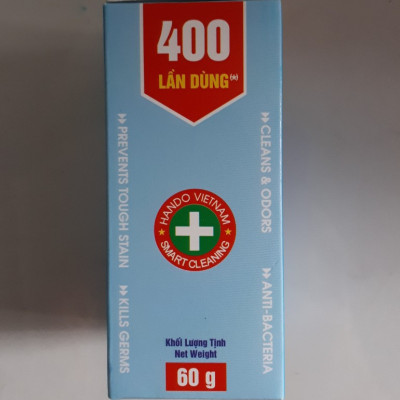 400
LẦN DÙNG(*)
>> PREVENTS TOUGH STAIN
>> KILLS GERMS
>> CLEANS & ODORS
>> ANTI-BACTERIA
HANDO VIETNAM
SMART CLEANING
Khối Lượng Tịnh
Net Weight
60 g